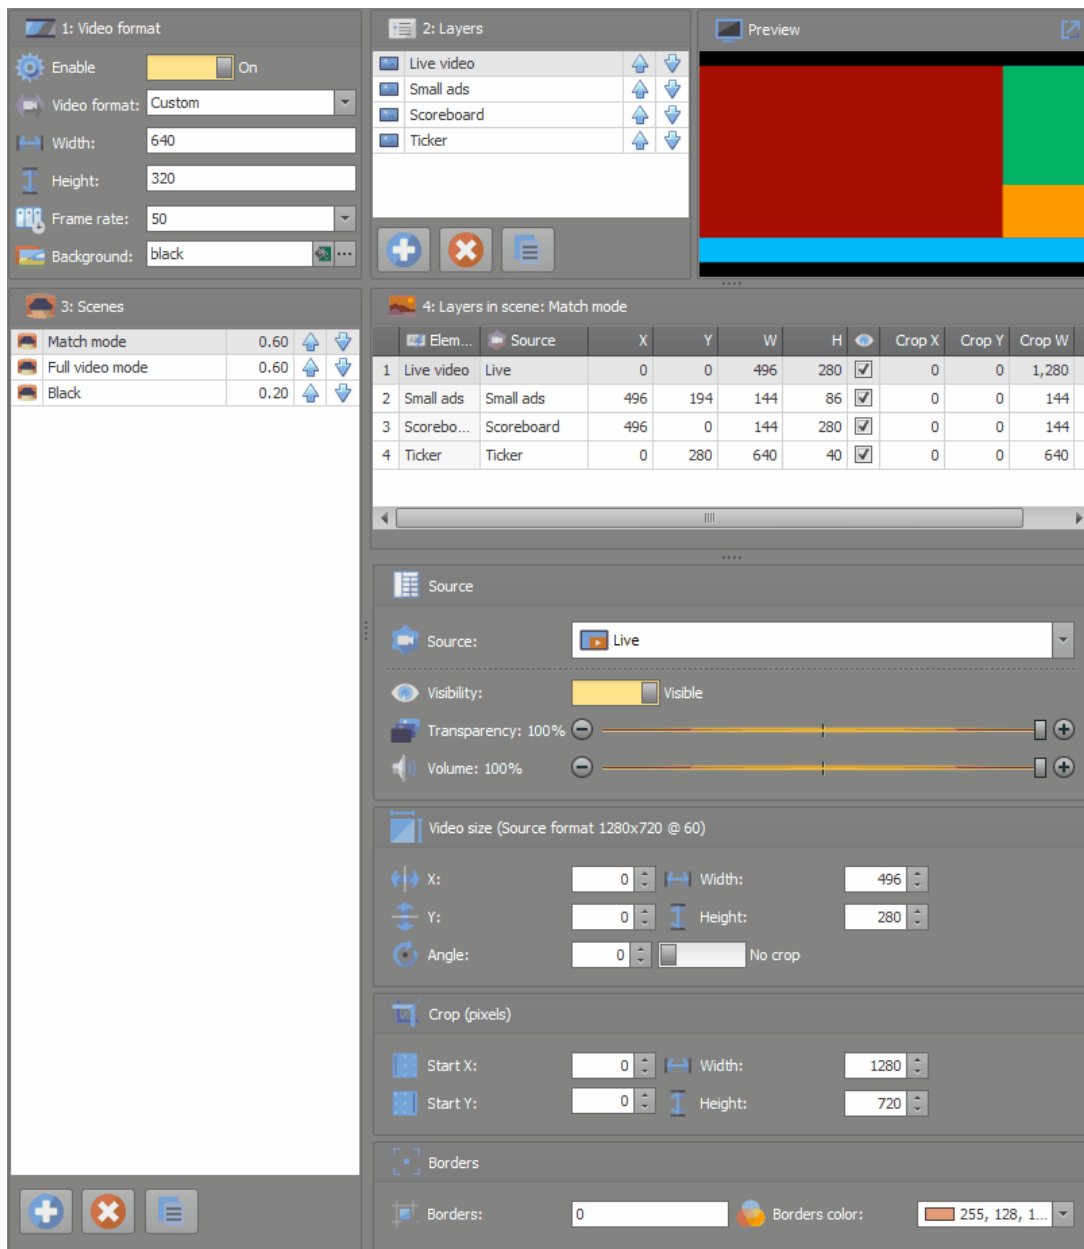 1: Video format
Enable On
Video format: Custom
Width: 640
Height: 320
Frame rate: 50
Background: black ...
2: Layers
Live video
Small ads
Scoreboard
Ticker
Preview
3: Scenes
Match mode 0.60
Full video mode 0.60
Black 0.20
4: Layers in scene: Match mode
Elem... Source X Y W H Crop X Crop Y Crop W
1 Live video Live 0 0 496 280 0 0 1,280
2 Small ads Small ads 496 194 144 86 0 0 144
3 Scorebo... Scoreboard 496 0 144 280 0 0 144
4 Ticker Ticker 0 280 640 40 0 0 640
Source
Source: Live
Visibility: Visible
Transparency: 100%
Volume: 100%
Video size (Source format 1280x720 @ 60)
X: 0 Width: 496
Y: 0 Height: 280
Angle: 0 No crop
Crop (pixels)
Start X: 0 Width: 1280
Start Y: 0 Height: 720
Borders
Borders: 0 Borders color: 255, 128, 1...